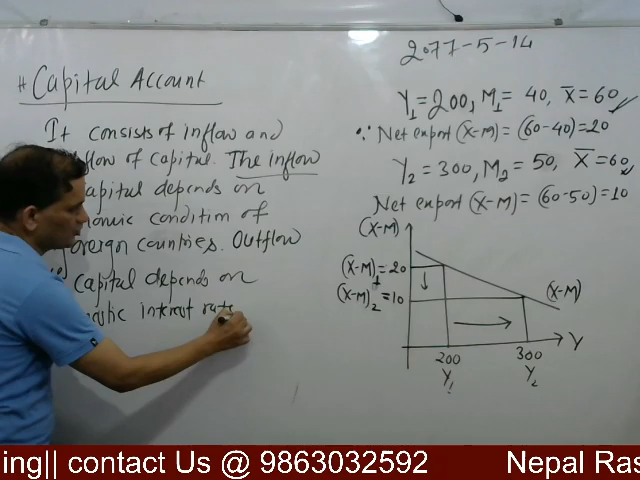 # Capital Account
It consists of inflow and
flow of capital. The inflow
capital depends on
nomic condition of
foreign countries. Outflow
capital depends on
interest rate
2077-5-14
Y₁=200, M₁= 40, X̄=60
∵ Net export (X-M)= (60-40)=20
Y₂= 300, M₂= 50, X̄=60
Net export (X-M)= (60-50)=10
(X-M)
(X-M)₁=20
(X-M)₂=10
(X-M)
200 300 Y
Y₁ Y₂
ing|| contact Us @ 9863032592 Nepal Ras